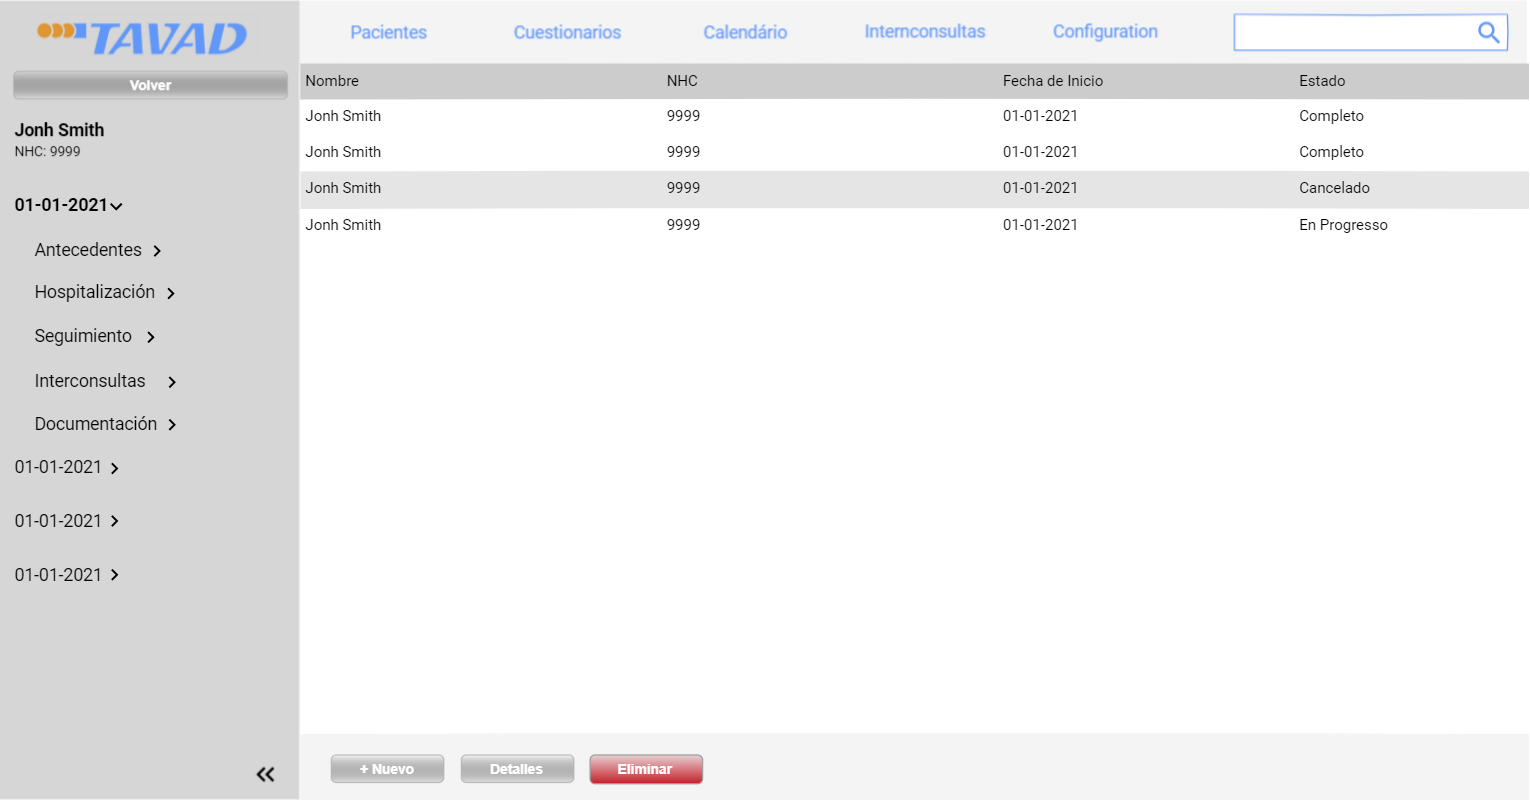 TAVAD
Pacientes Cuestionarios Calendário Internconsultas Configuration
Volver
Jonh Smith
NHC: 9999
01-01-2021
Antecedentes
Hospitalización
Seguimiento
Interconsultas
Documentación
01-01-2021
01-01-2021
01-01-2021
Nombre NHC Fecha de Inicio Estado
Jonh Smith 9999 01-01-2021 Completo
Jonh Smith 9999 01-01-2021 Completo
Jonh Smith 9999 01-01-2021 Cancelado
Jonh Smith 9999 01-01-2021 En Progresso
+ Nuevo Detalles Eliminar